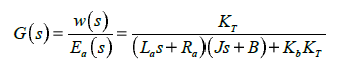 G(s) = w(s) / E_a(s) = K_T / ((L_a s + R_a)(Js + B) + K_b K_T)